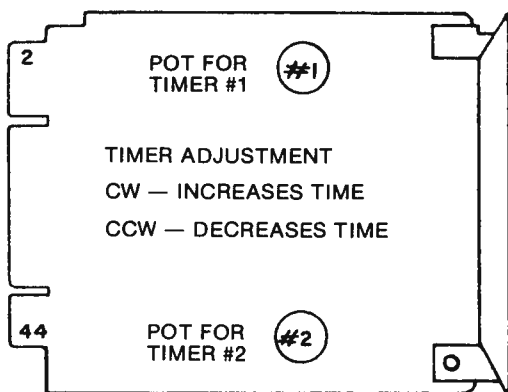 2
POT FOR
TIMER #1
#1
TIMER ADJUSTMENT
CW — INCREASES TIME
CCW — DECREASES TIME
44
POT FOR
TIMER #2
#2